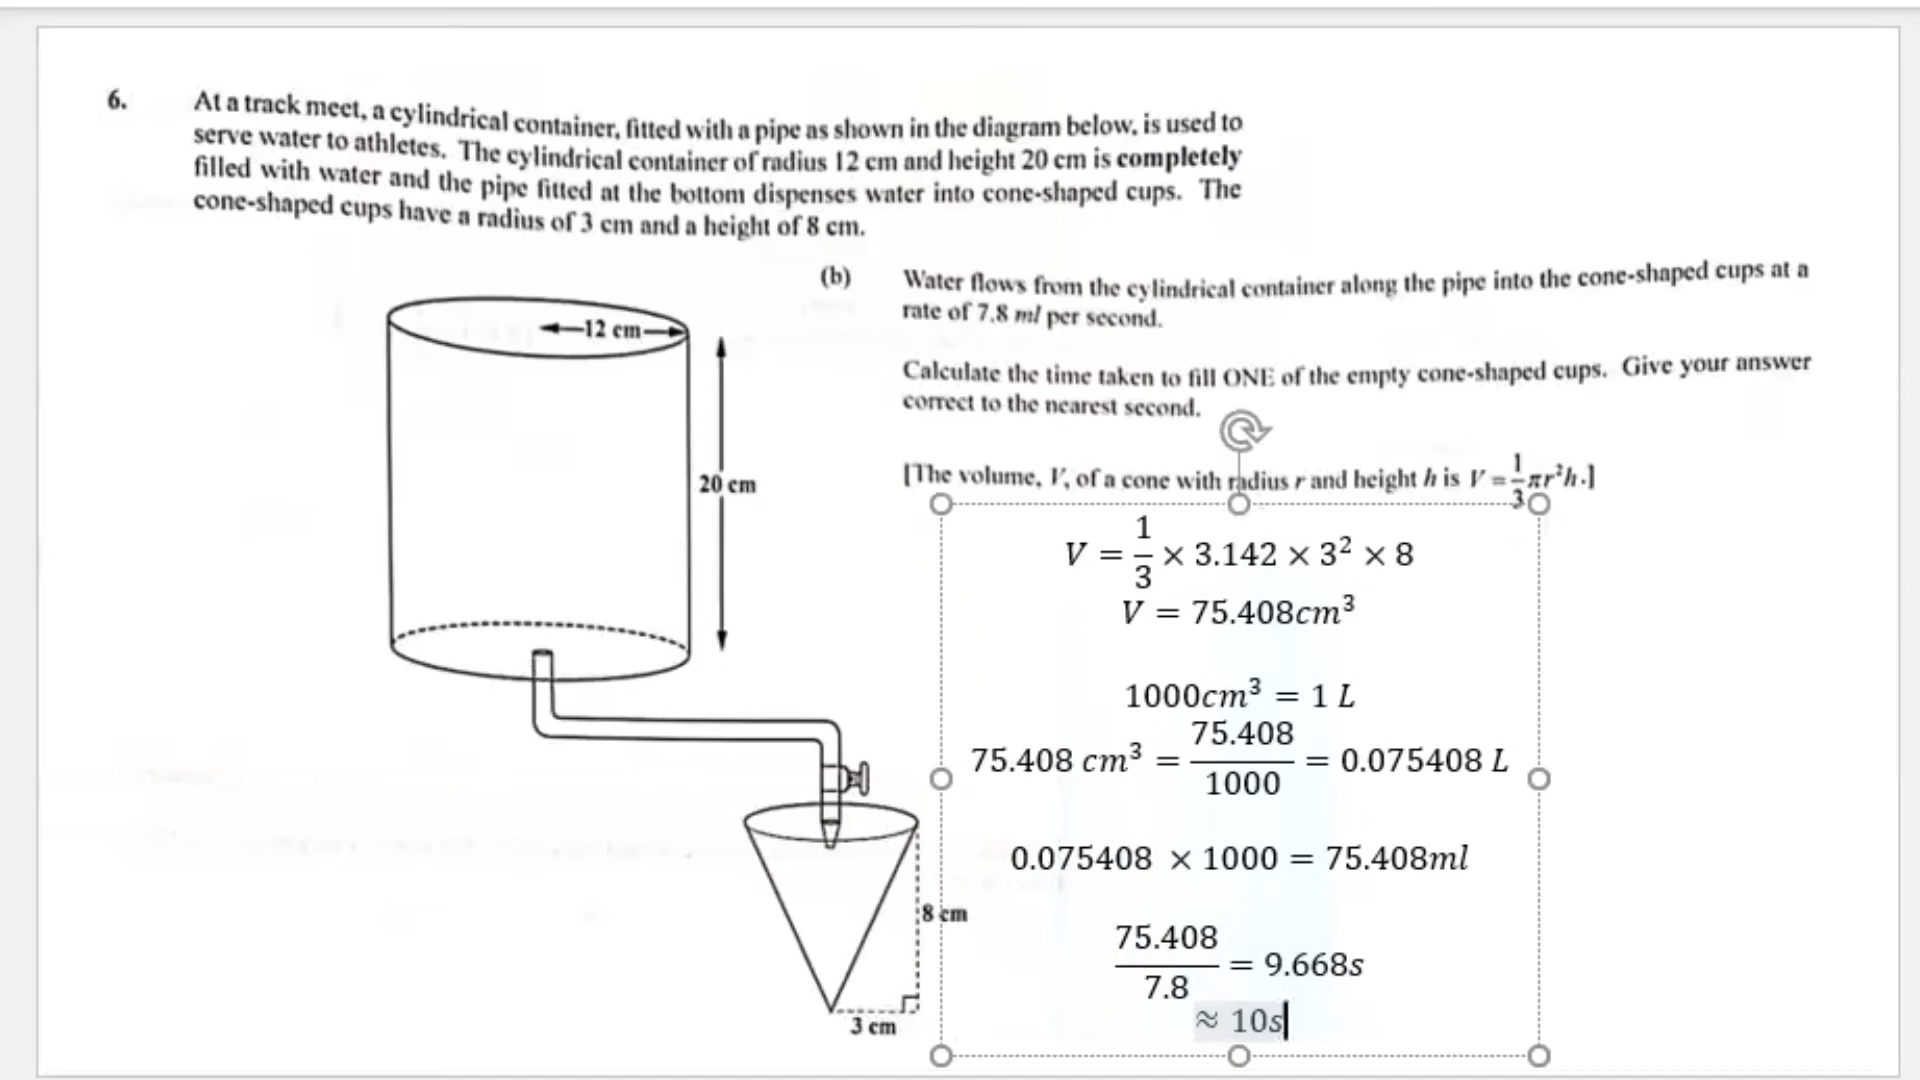 6. At a track meet, a cylindrical container, fitted with a pipe as shown in the diagram below, is used to
serve water to athletes. The cylindrical container of radius 12 cm and height 20 cm is completely
filled with water and the pipe fitted at the bottom dispenses water into cone-shaped cups. The
cone-shaped cups have a radius of 3 cm and a height of 8 cm.
(b) Water flows from the cylindrical container along the pipe into the cone-shaped cups at a
rate of 7.8 ml per second.
Calculate the time taken to fill ONE of the empty cone-shaped cups. Give your answer
correct to the nearest second.
[The volume, V, of a cone with radius r and height h is V = 1/3 πr²h.]
12 cm
20 cm
8 cm
3 cm
V = 1/3 × 3.142 × 3² × 8
V = 75.408cm³
1000cm³ = 1 L
75.408 cm³ = 75.408/1000 = 0.075408 L
0.075408 × 1000 = 75.408ml
75.408/7.8 = 9.668s
≈ 10s